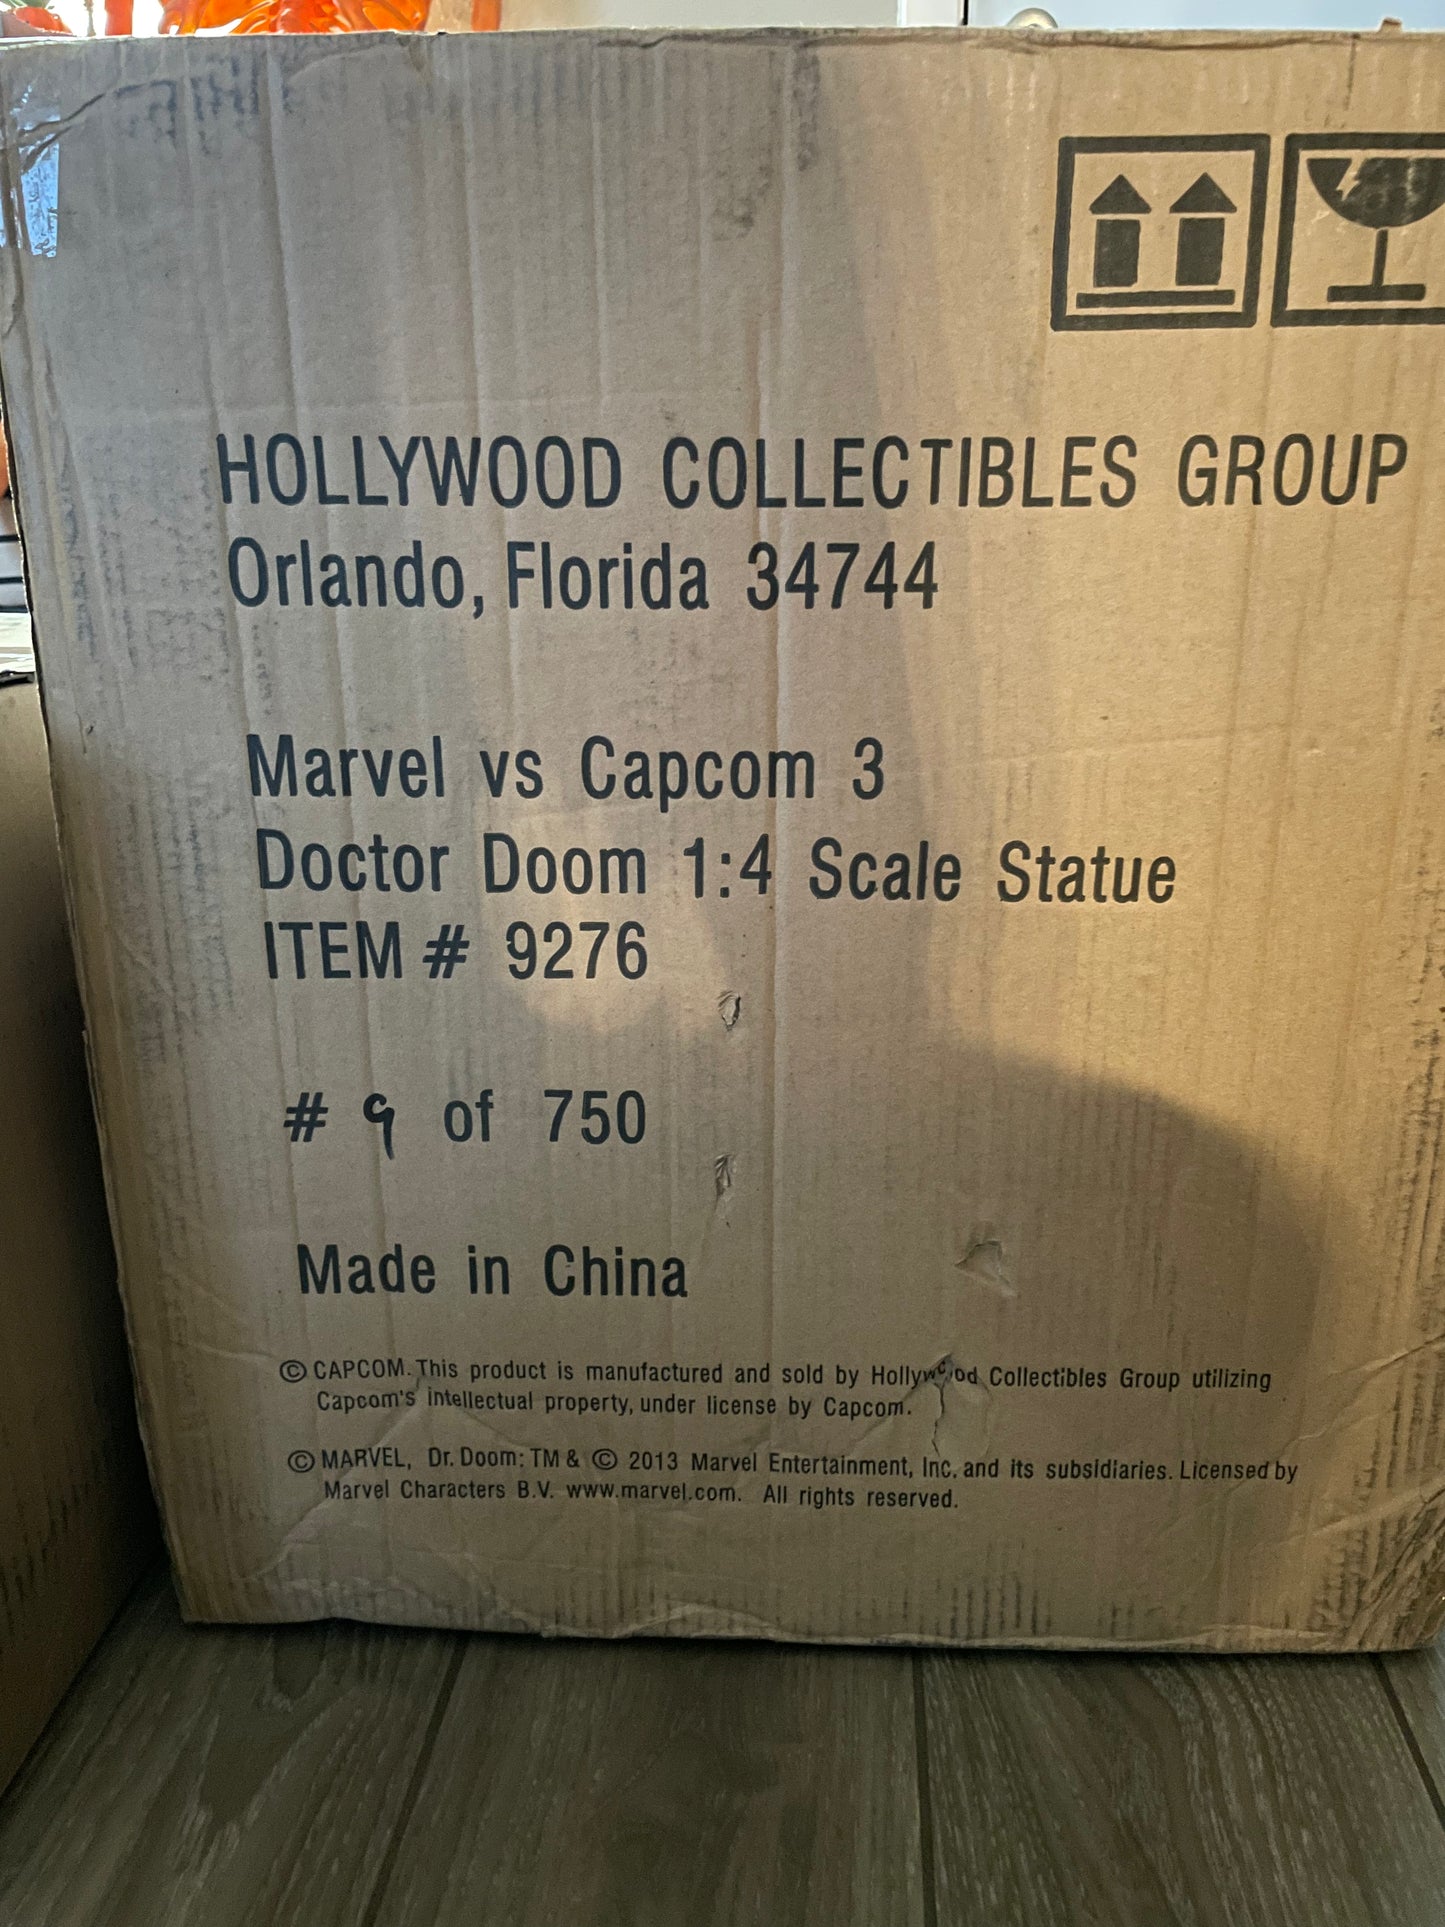 HOLLYWOOD COLLECTIBLES GROUP
Orlando, Florida 34744
Marvel vs Capcom 3
Doctor Doom 1:4 Scale Statue
ITEM # 9276
# 9 of 750
Made in China
© CAPCOM. This product is manufactured and sold by Hollywood Collectibles Group utilizing
Capcom's intellectual property, under license by Capcom.
© MARVEL, Dr. Doom: TM & © 2013 Marvel Entertainment, Inc. and its subsidiaries. Licensed by
Marvel Characters B.V. www.marvel.com. All rights reserved.